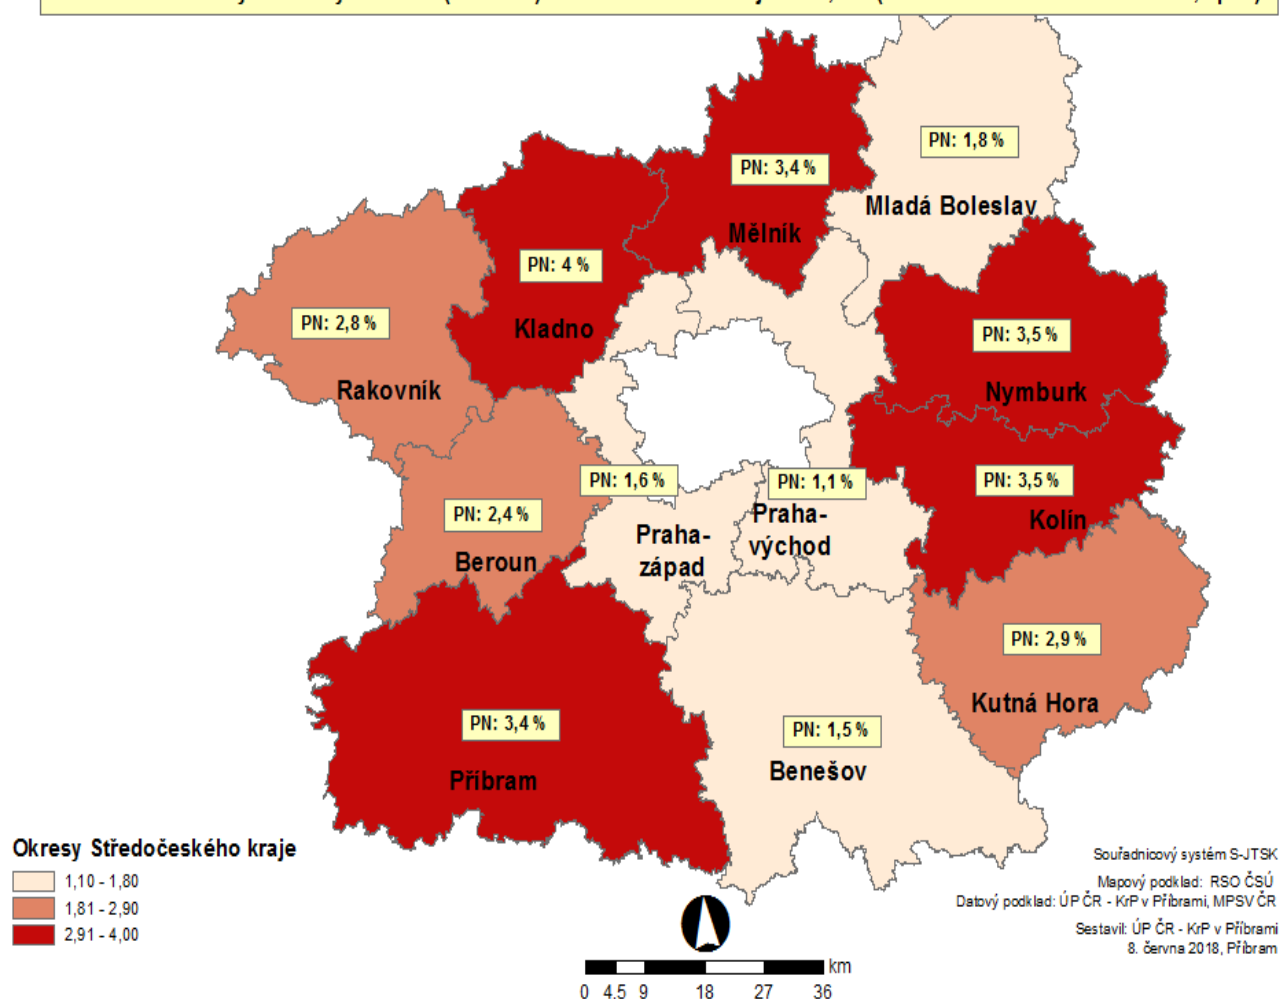 PN: 1,8 %
Mladá Boleslav
PN: 3,4 %
Mělník
PN: 4 %
Kladno
PN: 2,8 %
Rakovník
PN: 3,5 %
Nymburk
PN: 3,5 %
Kolín
PN: 1,6 %
Praha-
západ
PN: 1,1 %
Praha-
východ
PN: 2,4 %
Beroun
PN: 2,9 %
Kutná Hora
PN: 3,4 %
Příbram
PN: 1,5 %
Benešov
Okresy Středočeského kraje
1,10 - 1,80
1,81 - 2,90
2,91 - 4,00
Souřadnicový systém S-JTSK
Mapový podklad: RSO ČSÚ
Datový podklad: ÚP ČR - KrP v Příbrami, MPSV ČR
Sestavil: ÚP ČR - KrP v Příbrami
8. června 2018, Příbram
km
0 4.5 9 18 27 36